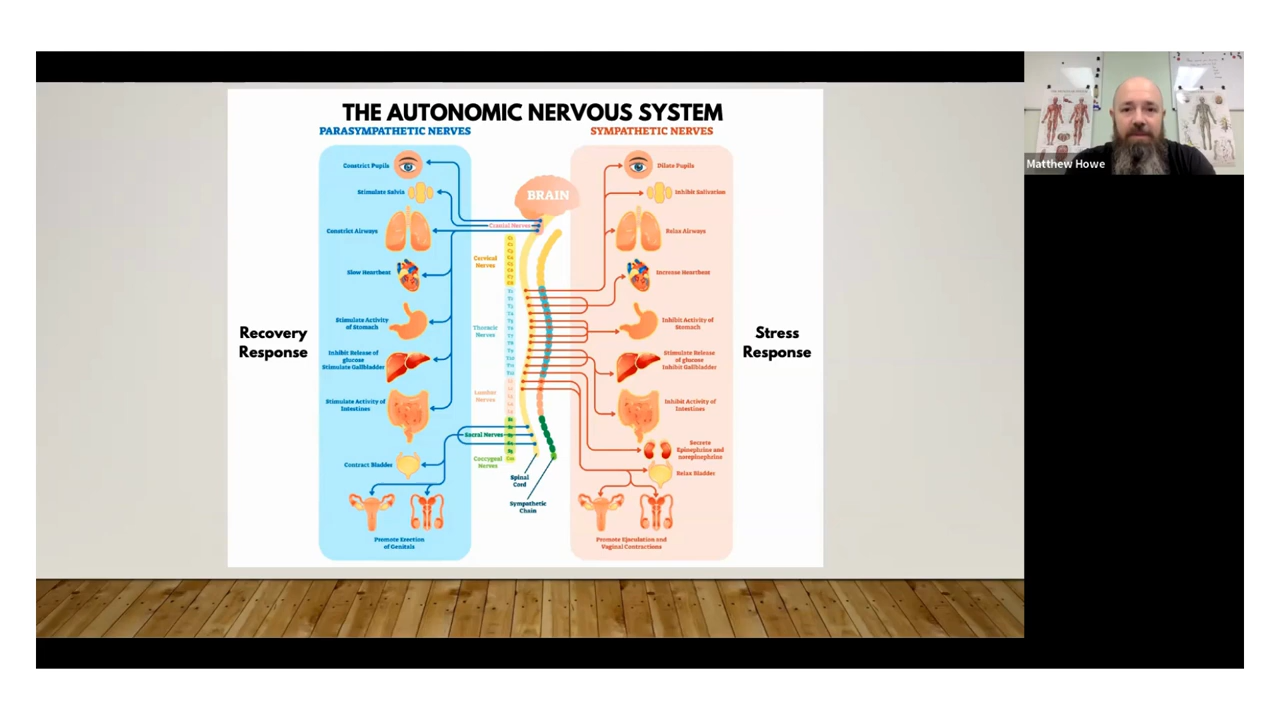 THE AUTONOMIC NERVOUS SYSTEM
PARASYMPATHETIC NERVES
SYMPATHETIC NERVES
Matthew Howe
Recovery
Response
Constrict Pupils
Stimulate Salvia
Constrict Airways
Slow Heartbeat
Stimulate Activity
of Stomach
Inhibit Release of
glucose
Stimulate Gallbladder
Stimulate Activity of
Intestines
Contract Bladder
Promote Erection
of Genitals
BRAIN
Cranial Nerves
Cervical
Nerves
Thoracic
Nerves
Lumbar
Nerves
Sacral Nerves
Coccygeal
Nerves
Spinal
Cord
Sympathetic
Chain
Dilate Pupils
Inhibit Salivation
Relax Airways
Increase Heartbeat
Inhibit Activity of
Stomach
Stimulate Release
of glucose
Inhibit Gallbladder
Inhibit Activity of
Intestines
Secrete
Epinephrine and
norepinephrine
Relax Bladder
Promote Ejaculation and
Vaginal Contractions
Stress
Response